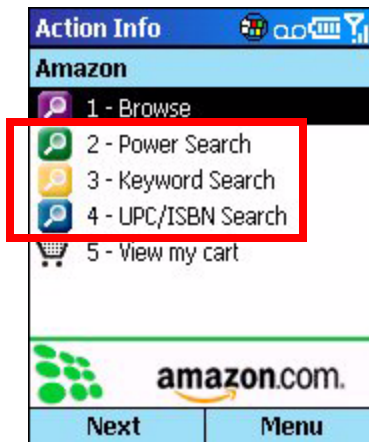 Action Info
Amazon
1 - Browse
2 - Power Search
3 - Keyword Search
4 - UPC/ISBN Search
5 - View my cart
amazon.com.
Next Menu